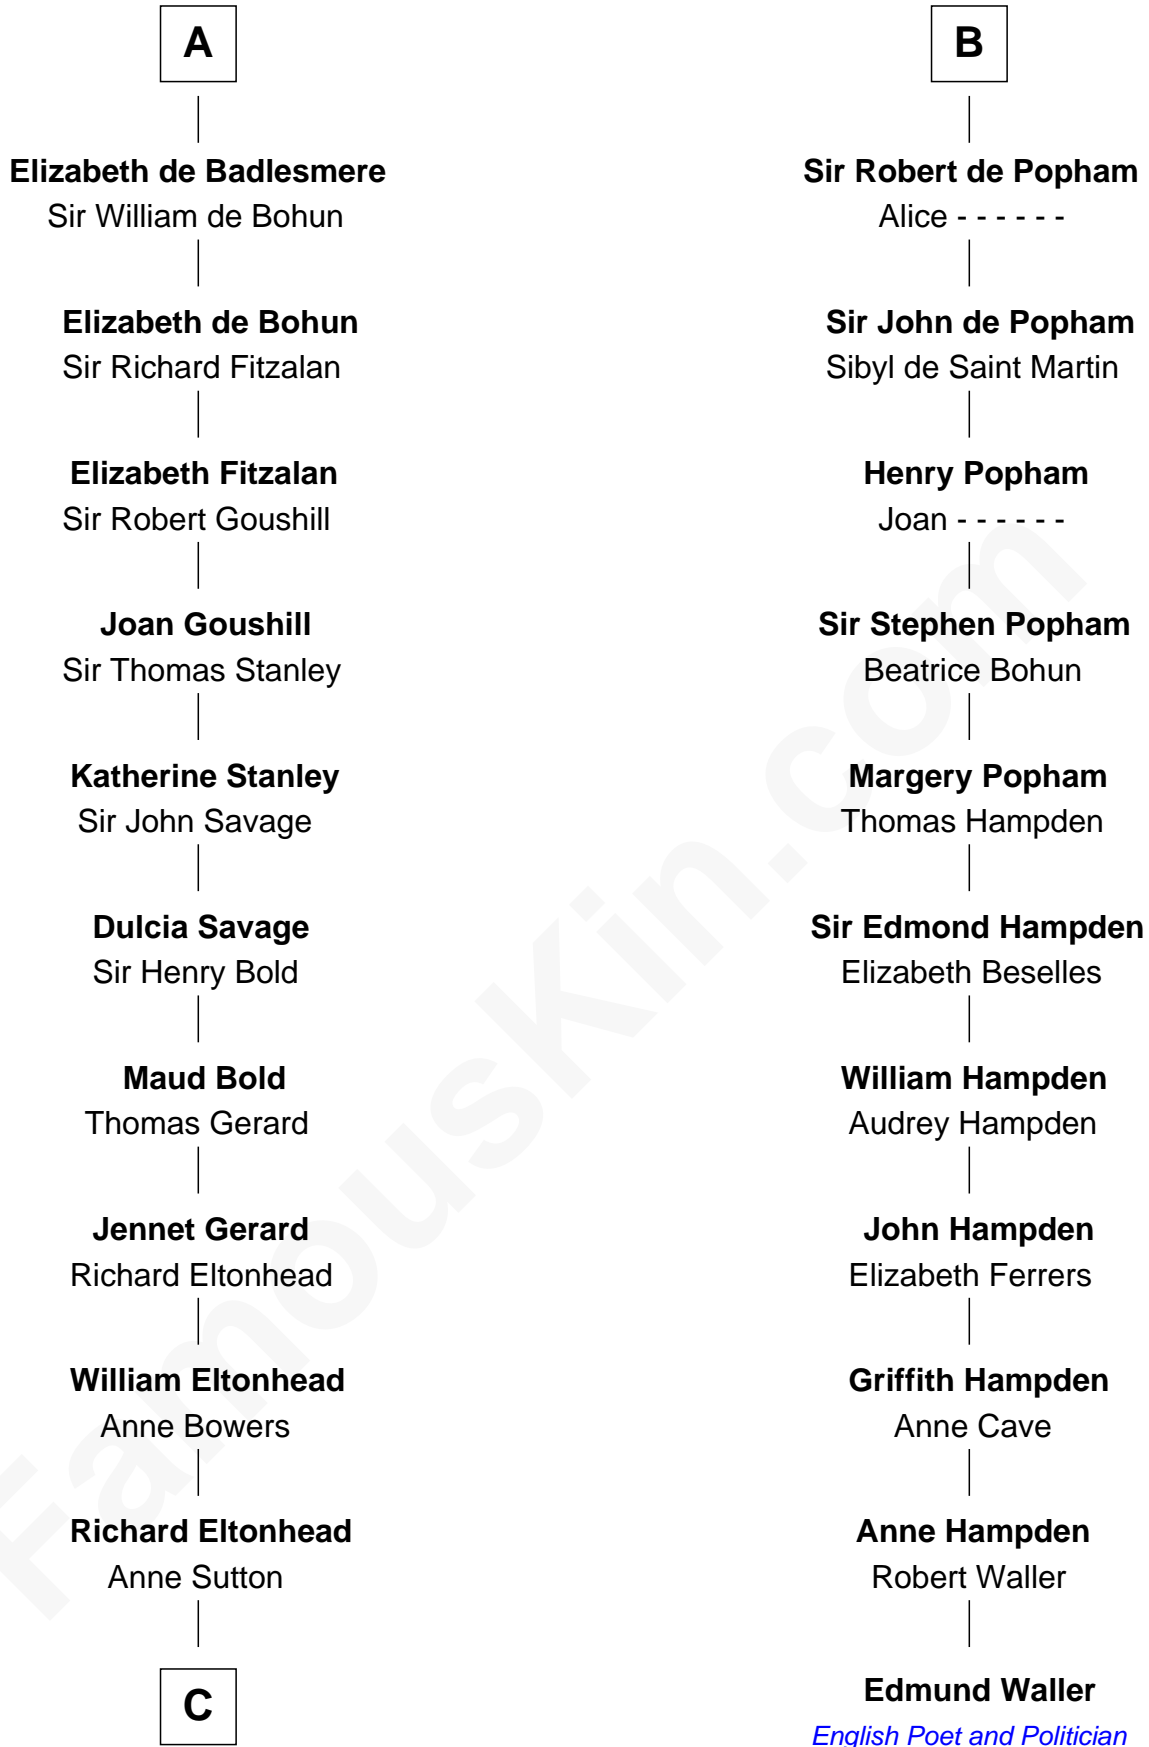 A
Elizabeth de Badlesmere
Sir William de Bohun
Elizabeth de Bohun
Sir Richard Fitzalan
Elizabeth Fitzalan
Sir Robert Goushill
Joan Goushill
Sir Thomas Stanley
Katherine Stanley
Sir John Savage
Dulcia Savage
Sir Henry Bold
Maud Bold
Thomas Gerard
Jennet Gerard
Richard Eltonhead
William Eltonhead
Anne Bowers
Richard Eltonhead
Anne Sutton
C
B
Sir Robert de Popham
Alice - - - - - -
Sir John de Popham
Sibyl de Saint Martin
Henry Popham
Joan - - - - - -
Sir Stephen Popham
Beatrice Bohun
Margery Popham
Thomas Hampden
Sir Edmond Hampden
Elizabeth Beselles
William Hampden
Audrey Hampden
John Hampden
Elizabeth Ferrers
Griffith Hampden
Anne Cave
Anne Hampden
Robert Waller
Edmund Waller
English Poet and Politician
FamousKin.com